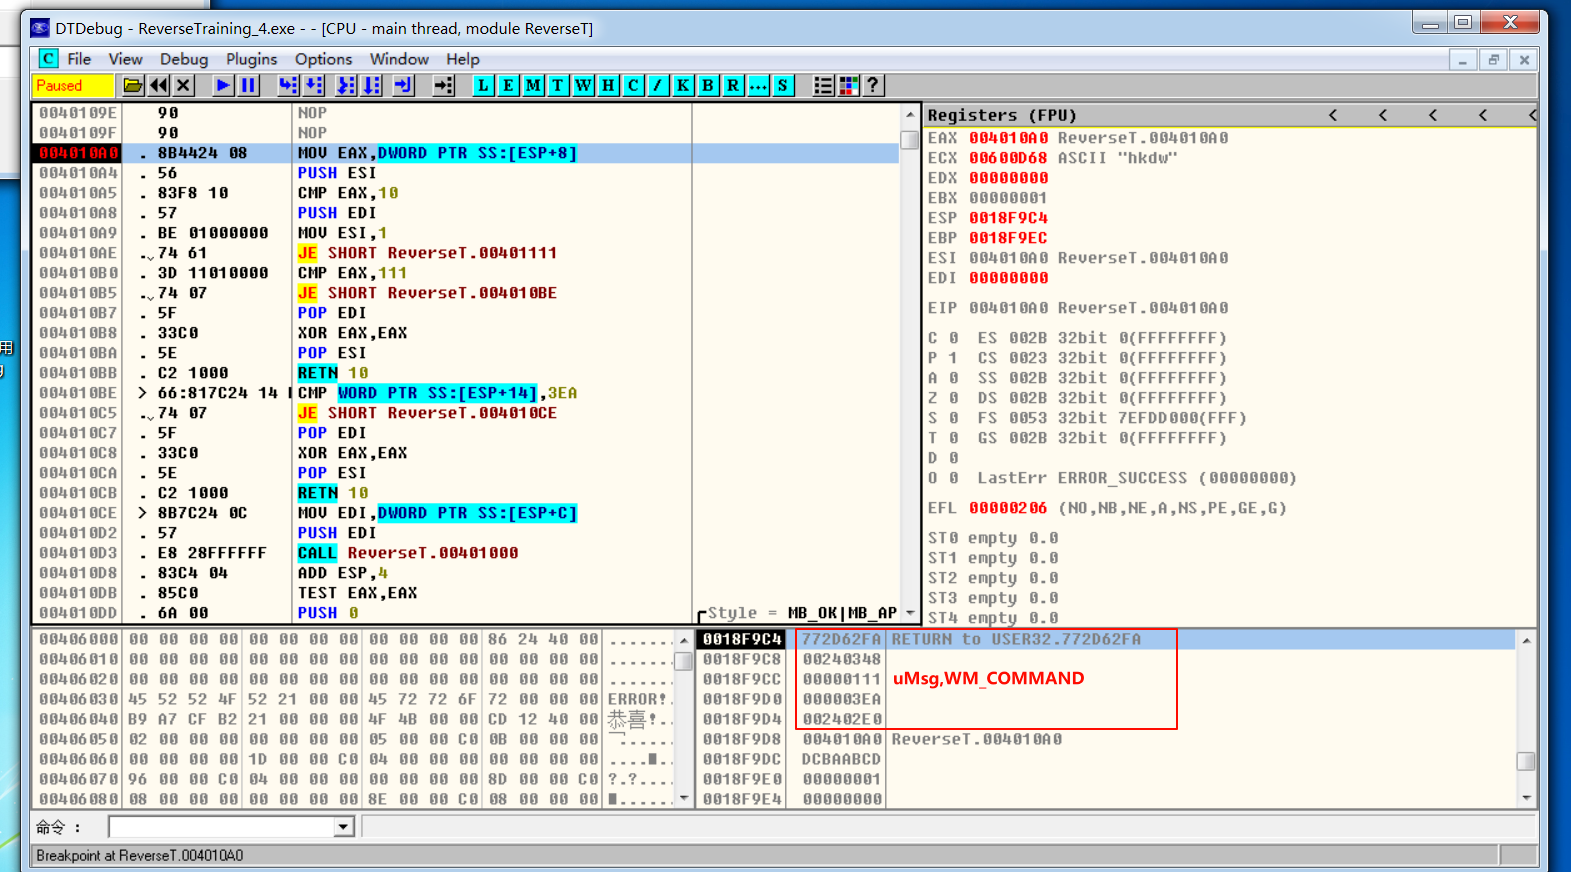 DTDebug - ReverseTraining_4.exe - - [CPU - main thread, module ReverseT]
C File View Debug Plugins Options Window Help
Paused L E M T W H C / K B R ... S ?
0040109E 90 NOP
0040109F 90 NOP
004010A0 . 8B4424 08 MOV EAX,DWORD PTR SS:[ESP+8]
004010A4 . 56 PUSH ESI
004010A5 . 83F8 10 CMP EAX,10
004010A8 . 57 PUSH EDI
004010A9 . BE 01000000 MOV ESI,1
004010AE . 74 61 JE SHORT ReverseT.00401111
004010B0 . 3D 11010000 CMP EAX,111
004010B5 . 74 07 JE SHORT ReverseT.004010BE
004010B7 . 5F POP EDI
004010B8 . 33C0 XOR EAX,EAX
004010BA . 5E POP ESI
004010BB . C2 1000 RETN 10
004010BE > 66:817C24 14 CMP WORD PTR SS:[ESP+14],3EA
004010C5 . 74 07 JE SHORT ReverseT.004010CE
004010C7 . 5F POP EDI
004010C8 . 33C0 XOR EAX,EAX
004010CA . 5E POP ESI
004010CB . C2 1000 RETN 10
004010CE > 8B7C24 0C MOV EDI,DWORD PTR SS:[ESP+C]
004010D2 . 57 PUSH EDI
004010D3 . E8 28FFFFFF CALL ReverseT.00401000
004010D8 . 83C4 04 ADD ESP,4
004010DB . 85C0 TEST EAX,EAX
004010DD . 6A 00 PUSH 0 Style = MB_OK|MB_AP
Registers (FPU) < < < < <
EAX 004010A0 ReverseT.004010A0
ECX 00600D68 ASCII "hkdw"
EDX 00000000
EBX 00000001
ESP 0018F9C4
EBP 0018F9EC
ESI 004010A0 ReverseT.004010A0
EDI 00000000
EIP 004010A0 ReverseT.004010A0
C 0 ES 002B 32bit 0(FFFFFFFF)
P 1 CS 0023 32bit 0(FFFFFFFF)
A 0 SS 002B 32bit 0(FFFFFFFF)
Z 0 DS 002B 32bit 0(FFFFFFFF)
S 0 FS 0053 32bit 7EFDD000(FFF)
T 0 GS 002B 32bit 0(FFFFFFFF)
D 0
O 0 LastErr ERROR_SUCCESS (00000000)
EFL 00000206 (NO,NB,NE,A,NS,PE,GE,G)
ST0 empty 0.0
ST1 empty 0.0
ST2 empty 0.0
ST3 empty 0.0
ST4 empty 0.0
00406000 00 00 00 00 00 00 00 00 00 00 00 00 86 24 40 00 .......
00406010 00 00 00 00 00 00 00 00 00 00 00 00 00 00 00 00 .......
00406020 00 00 00 00 00 00 00 00 00 00 00 00 00 00 00 00 .......
00406030 45 52 52 4F 52 21 00 00 45 72 72 6F 72 00 00 00 ERROR!.
00406040 B9 A7 CF B2 21 00 00 00 4F 4B 00 00 CD 12 40 00 恭喜!..
00406050 02 00 00 00 00 00 00 00 05 00 00 C0 0B 00 00 00 ......
00406060 00 00 00 00 1D 00 00 C0 04 00 00 00 00 00 00 00 ....■..
00406070 96 00 00 C0 04 00 00 00 00 00 00 00 8D 00 00 C0 ?.?....
00406080 08 00 00 00 00 00 00 00 8E 00 00 C0 08 00 00 00 ■......
0018F9C4 772D62FA RETURN to USER32.772D62FA
0018F9C8 00240348
0018F9CC 00000111 uMsg,WM_COMMAND
0018F9D0 000003EA
0018F9D4 002402E0
0018F9D8 004010A0 ReverseT.004010A0
0018F9DC DCBAABCD
0018F9E0 00000001
0018F9E4 00000000
命令 :
Breakpoint at ReverseT.004010A0
用